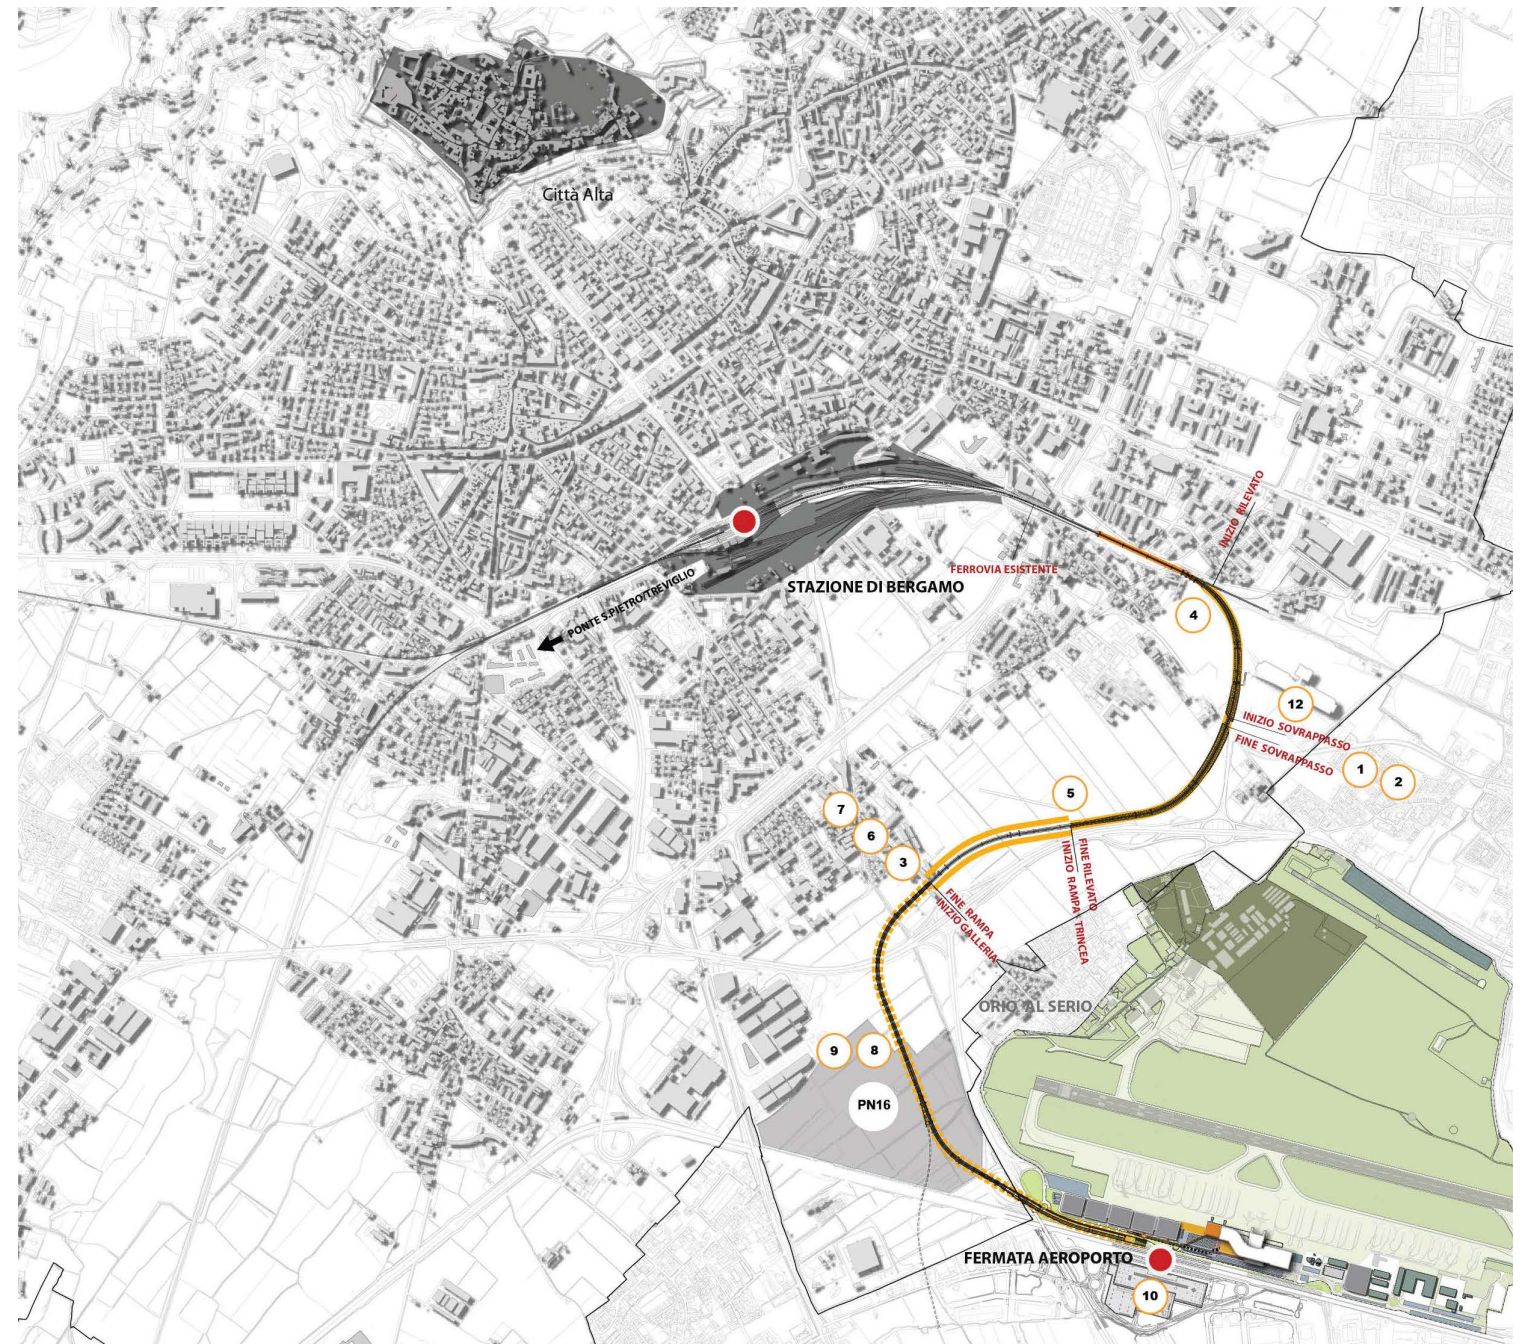 Città Alta
INIZIO RILEVATO
FERROVIA ESISTENTE
PONTE S.PIETRO/TREVIGLIO
STAZIONE DI BERGAMO
4
12
INIZIO SOVRAPPASSO
FINE SOVRAPPASSO
1
2
5
7
6
3
FINE RILEVATO
INIZIO RAMPA - TRINCEA
FINE RAMPA
INIZIO GALLERIA
ORIO AL SERIO
9
8
PN16
FERMATA AEROPORTO
10